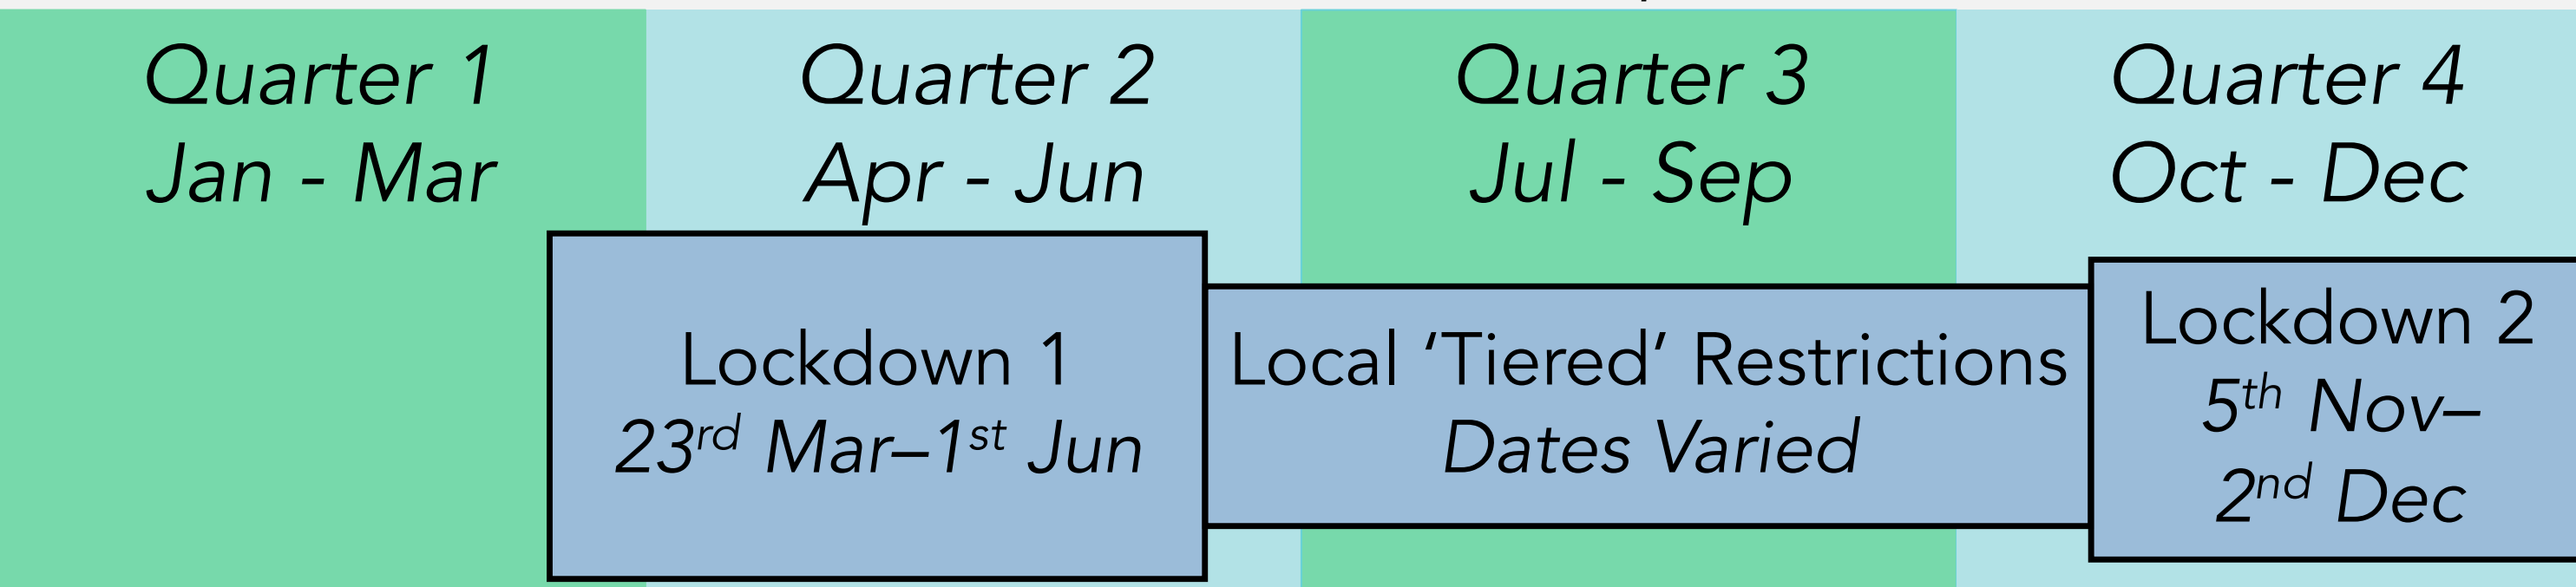 Quarter 1
Jan - Mar
Quarter 2
Apr - Jun
Quarter 3
Jul - Sep
Quarter 4
Oct - Dec
Lockdown 1
23rd Mar–1st Jun
Local ‘Tiered’ Restrictions
Dates Varied
Lockdown 2
5th Nov–
2nd Dec